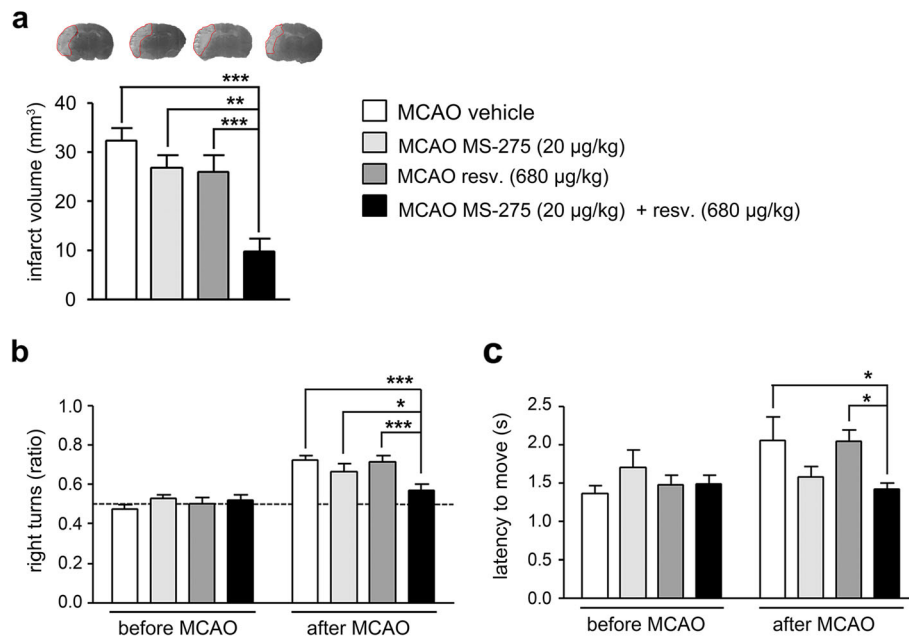 a
***
**
***
40
30
20
10
0
infarct volume (mm³)
MCAO vehicle
MCAO MS-275 (20 µg/kg)
MCAO resv. (680 µg/kg)
MCAO MS-275 (20 µg/kg) + resv. (680 µg/kg)
b
***
*
***
1.0
0.8
0.6
0.4
0.2
0.0
right turns (ratio)
before MCAO
after MCAO
c
*
*
2.5
2.0
1.5
1.0
0.5
0.0
latency to move (s)
before MCAO
after MCAO